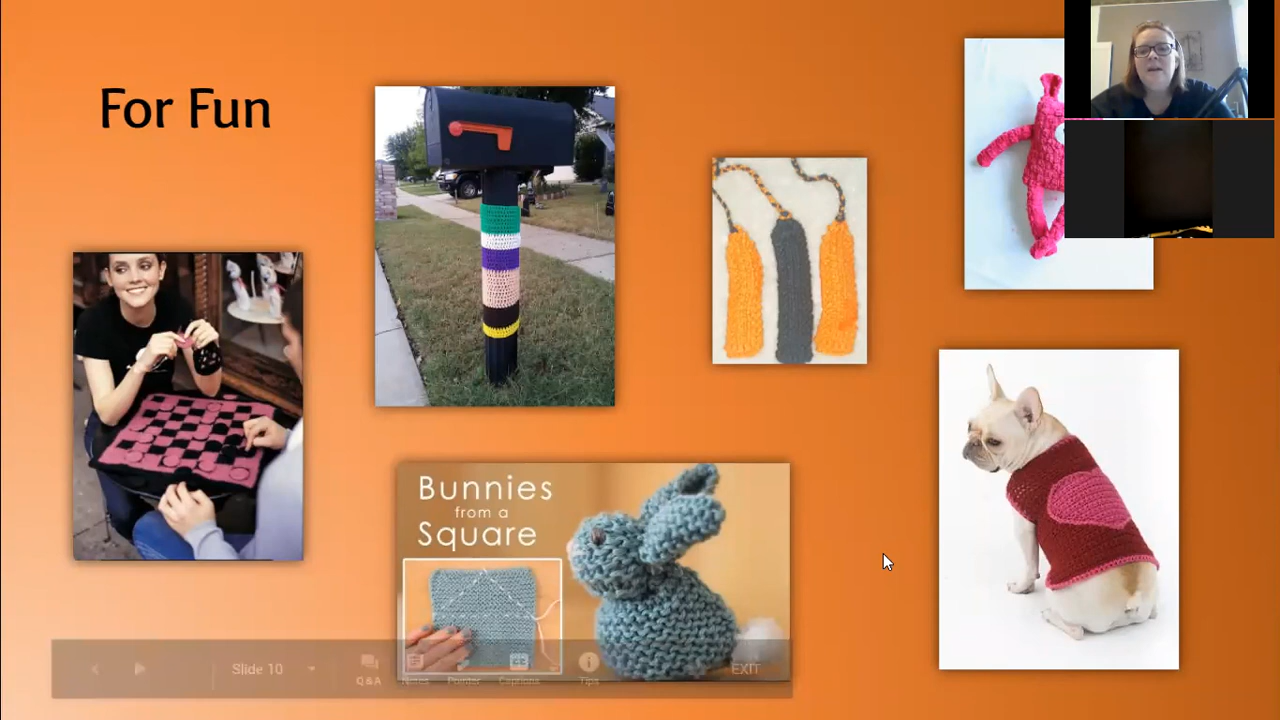 For Fun
Bunnies
from a
Square
Slide 10
Q&A
Notes
Pointer
Captions
Tips
EXIT